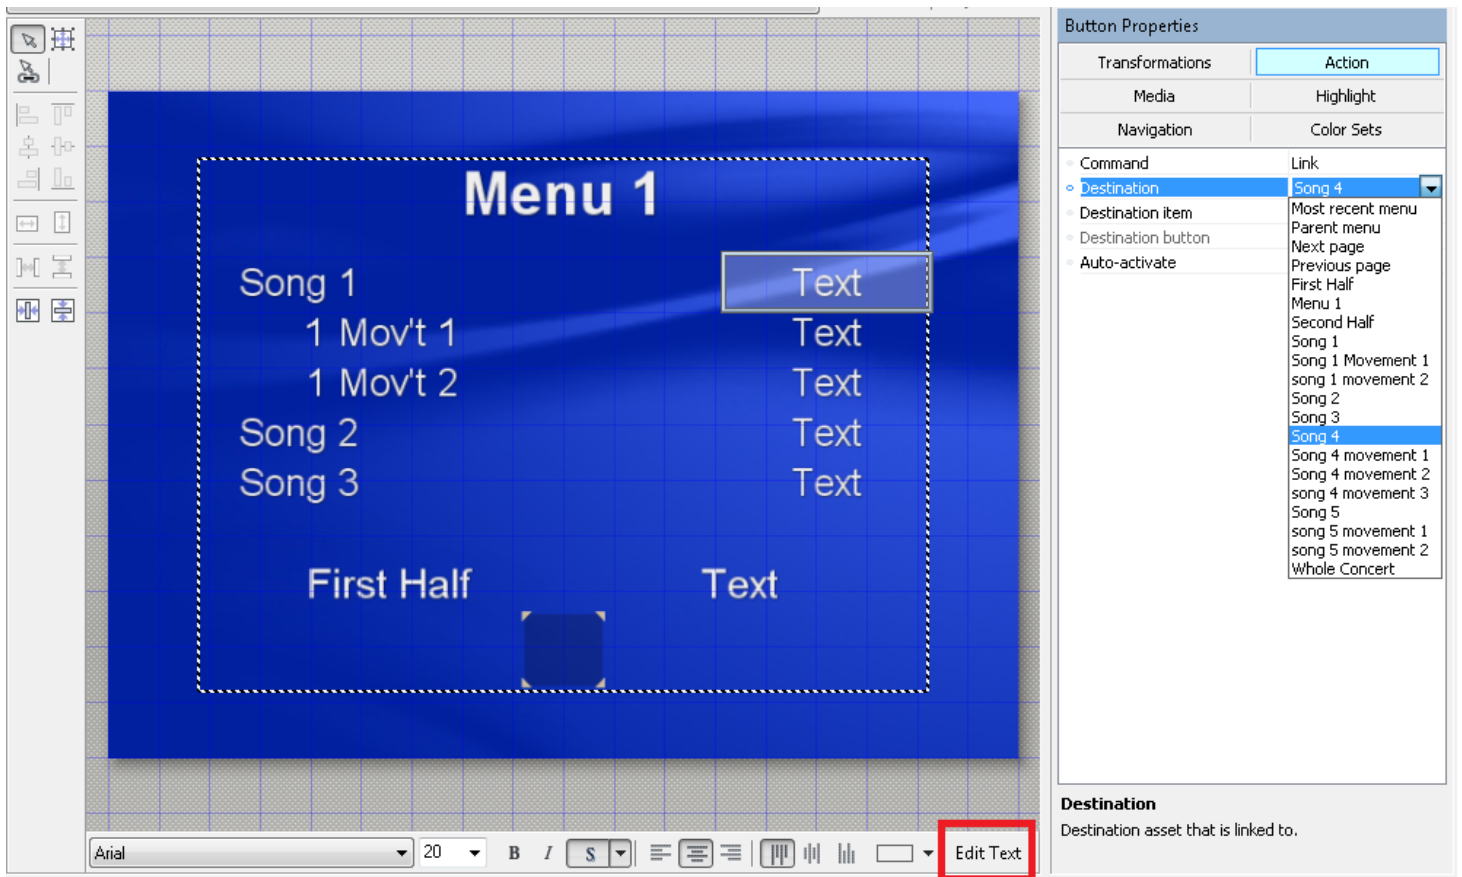 Button Properties
Transformations Action
Media Highlight
Navigation Color Sets
Command Link
Destination Song 4
Destination item
Destination button
Auto-activate
Most recent menu
Parent menu
Next page
Previous page
First Half
Menu 1
Second Half
Song 1
Song 1 Movement 1
song 1 movement 2
Song 2
Song 3
Song 4
Song 4 movement 1
Song 4 movement 2
song 4 movement 3
Song 5
song 5 movement 1
song 5 movement 2
Whole Concert
Menu 1
Song 1 Text
1 Mov't 1 Text
1 Mov't 2 Text
Song 2 Text
Song 3 Text
First Half Text
Destination
Destination asset that is linked to.
Arial 20 B I S Edit Text